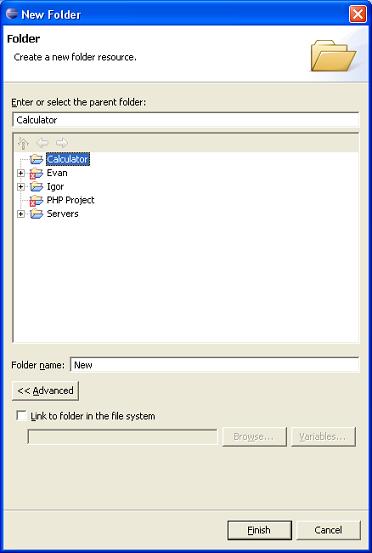 New Folder
Folder
Create a new folder resource.
Enter or select the parent folder:
Calculator
Calculator
Evan
Igor
PHP Project
Servers
Folder name: New
<< Advanced
Link to folder in the file system
Browse... Variables...
Finish Cancel